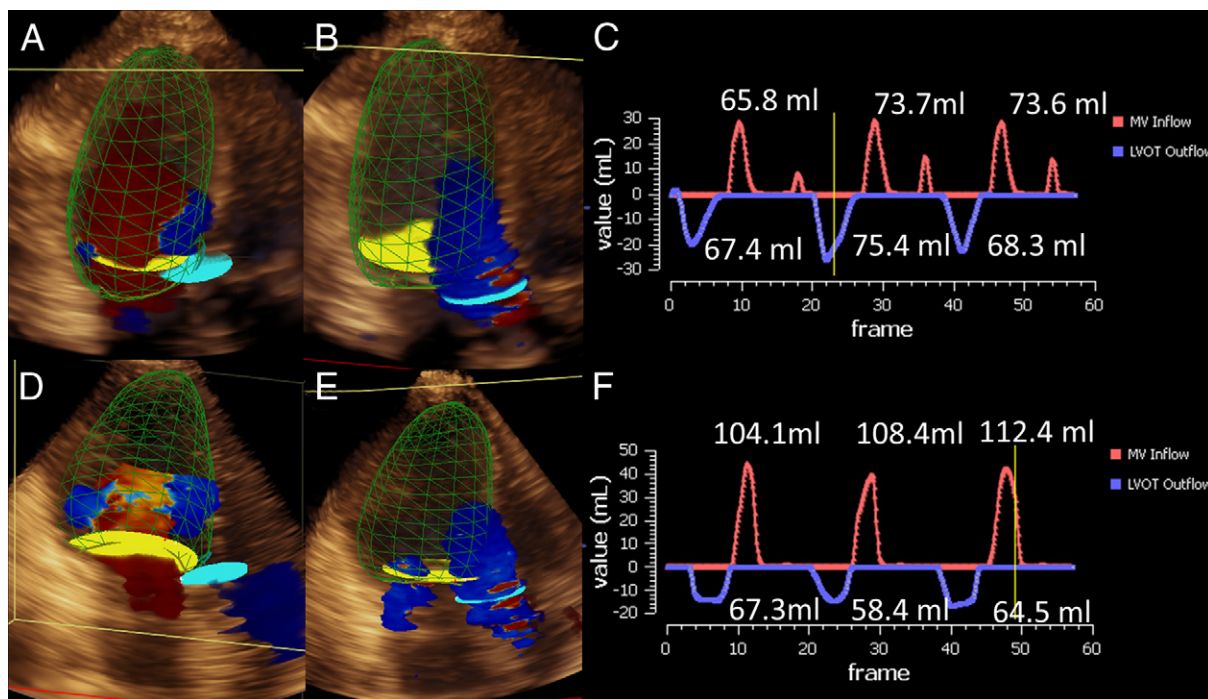 A
B
C
65.8 ml
73.7ml
73.6 ml
MV Inflow
LVOT Outflow
value (mL)
30
20
10
0
-10
-20
-30
67.4 ml
75.4 ml
68.3 ml
0
10
20
30
40
50
60
frame
D
E
F
104.1ml
108.4ml
112.4 ml
MV Inflow
LVOT Outflow
value (mL)
50
40
30
20
10
0
-10
-20
67.3ml
58.4 ml
64.5 ml
0
10
20
30
40
50
60
frame